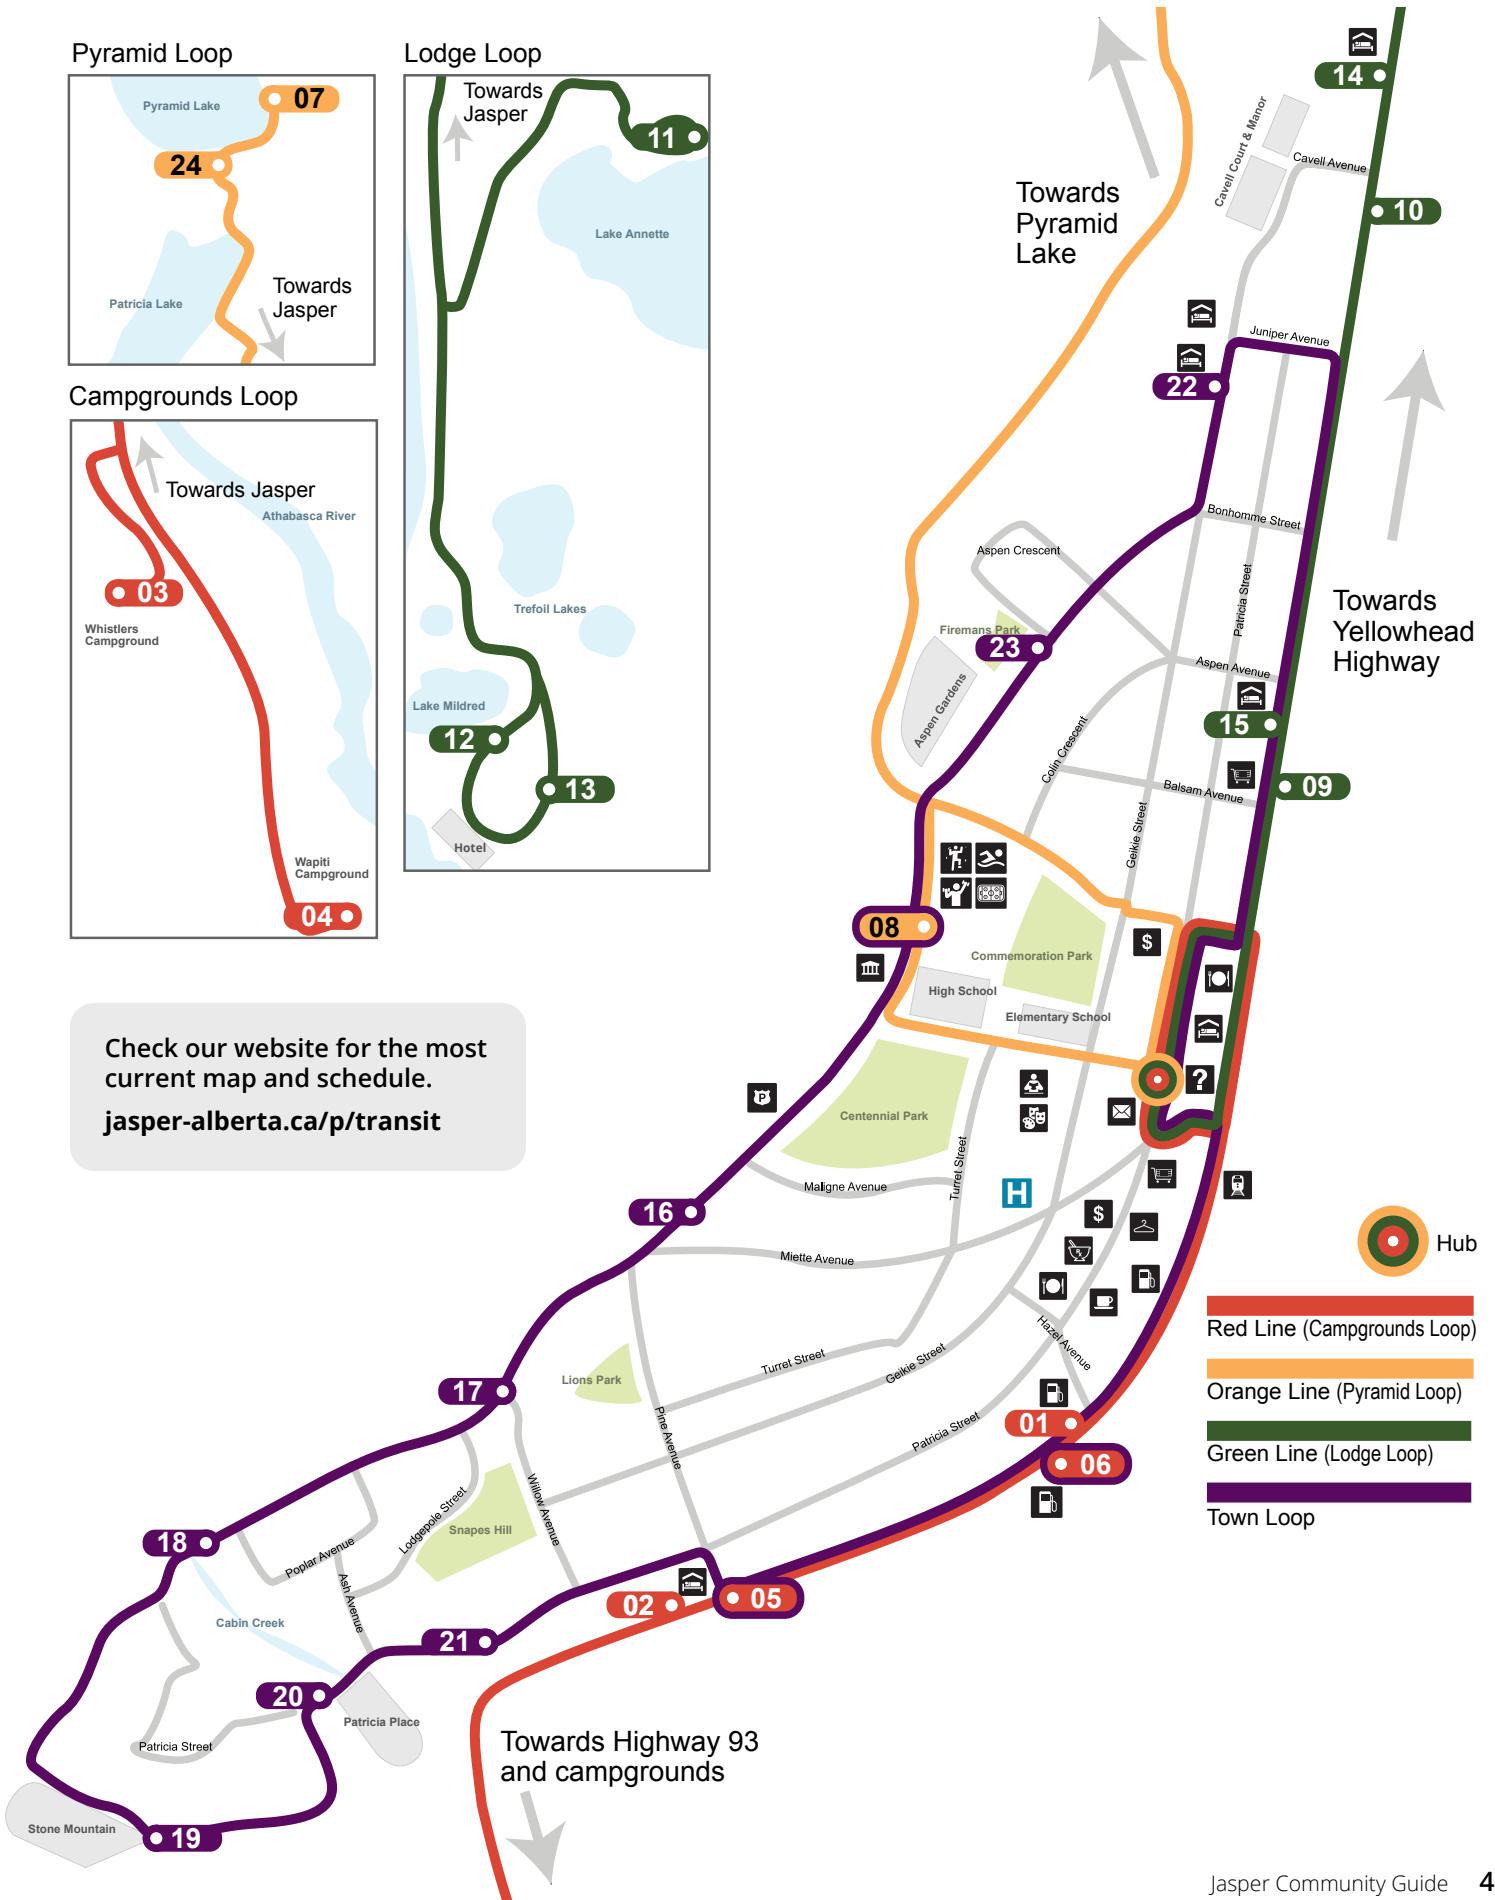 Pyramid Loop
Pyramid Lake
07
24
Patricia Lake
Towards
Jasper
Lodge Loop
Towards
Jasper
11
Lake Annette
Trefoil Lakes
Lake Mildred
12
13
Hotel
Campgrounds Loop
Towards Jasper
Athabasca River
03
Whistlers
Campground
Wapiti
Campground
04
Check our website for the most
current map and schedule.
jasper-alberta.ca/p/transit
Towards
Pyramid
Lake
14
Cavell Court & Manor
Cavell Avenue
10
Juniper Avenue
22
Bonhomme Street
Aspen Crescent
Patricia Street
Towards
Yellowhead
Highway
Firemans Park
23
Aspen Gardens
Aspen Avenue
15
Colin Crescent
Balsam Avenue
09
Geikie Street
08
Commemoration Park
$
High School
Elementary School
?
P
Centennial Park
Turret Street
Maligne Avenue
H
16
$
Miette Avenue
Rx
Hub
Hazel Avenue
Turret Street
Geikie Street
Lions Park
17
Pine Avenue
Patricia Street
01
06
Red Line (Campgrounds Loop)
Orange Line (Pyramid Loop)
Green Line (Lodge Loop)
Town Loop
Willow Avenue
Lodgepole Street
Snapes Hill
18
Poplar Avenue
Ash Avenue
Cabin Creek
02
05
21
20
Patricia Place
Patricia Street
Towards Highway 93
and campgrounds
Stone Mountain
19
Jasper Community Guide 4